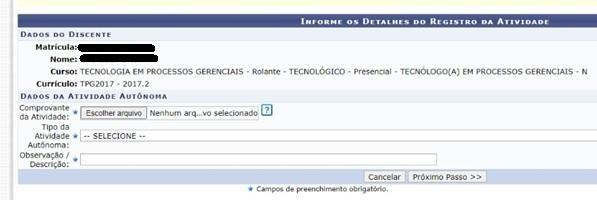 Informe os Detalhes do Registro da Atividade
Dados do Discente
Matrícula:
Nome:
Curso: TECNOLOGIA EM PROCESSOS GERENCIAIS - Rolante - TECNOLÓGICO - Presencial - TECNÓLOGO(A) EM PROCESSOS GERENCIAIS - N
Currículo: TPG2017 - 2017.2
Dados da Atividade Autônoma
Comprovante
da Atividade: Escolher arquivo Nenhum arq...vo selecionado ?
Tipo da
Atividade
Autônoma: -- SELECIONE --
Observação /
Descrição:
Cancelar Próximo Passo >>
Campos de preenchimento obrigatório.